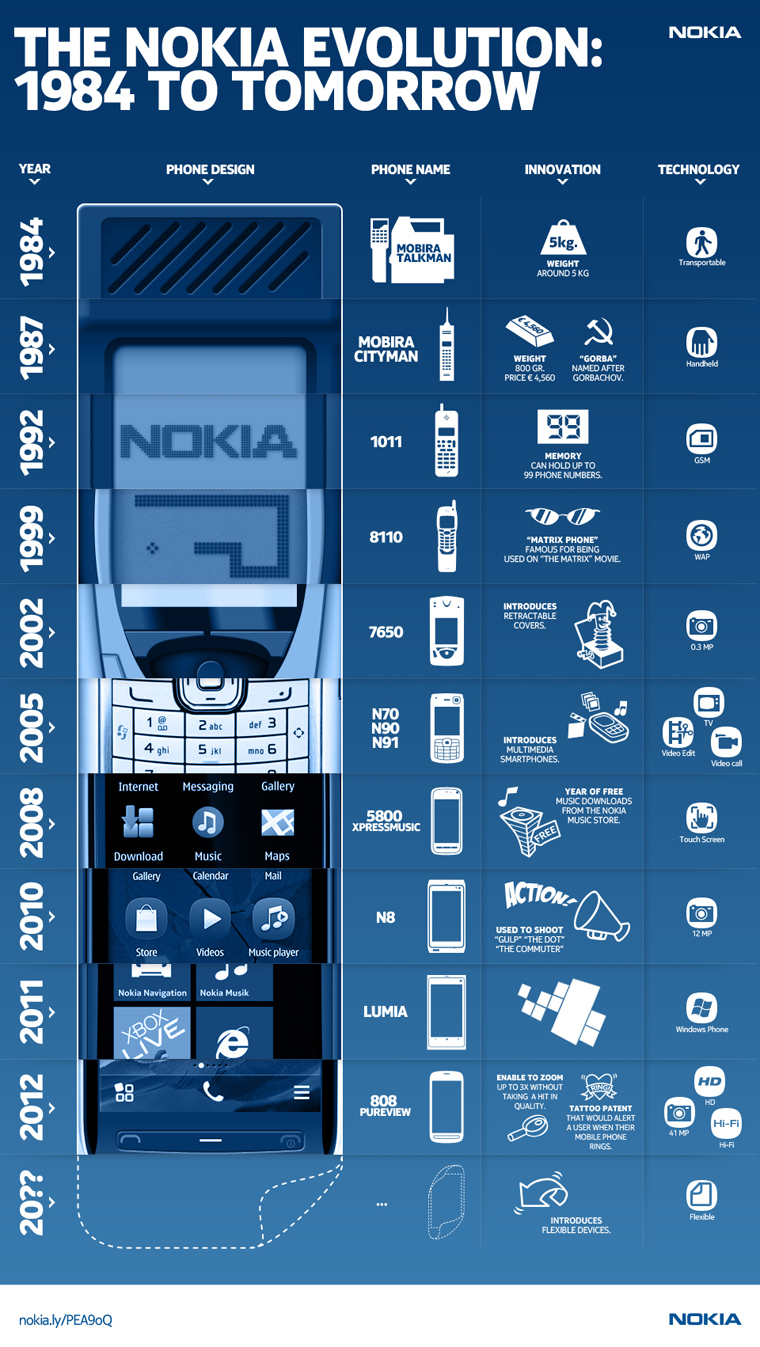 THE NOKIA EVOLUTION:
1984 TO TOMORROW
NOKIA
YEAR
PHONE DESIGN
PHONE NAME
INNOVATION
TECHNOLOGY
1984
MOBIRA
TALKMAN
5kg.
WEIGHT
AROUND 5 KG
Transportable
1987
MOBIRA
CITYMAN
€ 4,560
WEIGHT
800 GR.
PRICE € 4,560
"GORBA"
NAMED AFTER
GORBACHOV.
Handheld
1992
NOKIA
1011
99
MEMORY
CAN HOLD UP TO
99 PHONE NUMBERS.
GSM
1999
8110
"MATRIX PHONE"
FAMOUS FOR BEING
USED ON "THE MATRIX" MOVIE.
WAP
2002
7650
INTRODUCES
RETRACTABLE
COVERS.
0.3 MP
2005
1 @
2 abc
def 3
4 ghi
5 jkl
mno 6
N70
N90
N91
INTRODUCES
MULTIMEDIA
SMARTPHONES.
TV
Video Edit
Video call
2008
Internet
Messaging
Gallery
Download
Music
Maps
5800
XPRESSMUSIC
YEAR OF FREE
MUSIC DOWNLOADS
FROM THE NOKIA
MUSIC STORE.
FREE
Touch Screen
2010
Gallery
Calendar
Mail
Store
Videos
Music player
N8
ACTION!
USED TO SHOOT
"GULP" "THE DOT"
"THE COMMUTER"
12 MP
2011
Nokia Navigation
Nokia Musik
XBOX
LIVE
LUMIA
Windows Phone
2012
808
PUREVIEW
ENABLE TO ZOOM
UP TO 3X WITHOUT
TAKING A HIT IN
QUALITY.
RING!
TATTOO PATENT
THAT WOULD ALERT
A USER WHEN THEIR
MOBILE PHONE
RINGS.
HD
HD
41 MP
Hi-Fi
Hi-Fi
20??
...
INTRODUCES
FLEXIBLE DEVICES.
Flexible
nokia.ly/PEA9oQ
NOKIA